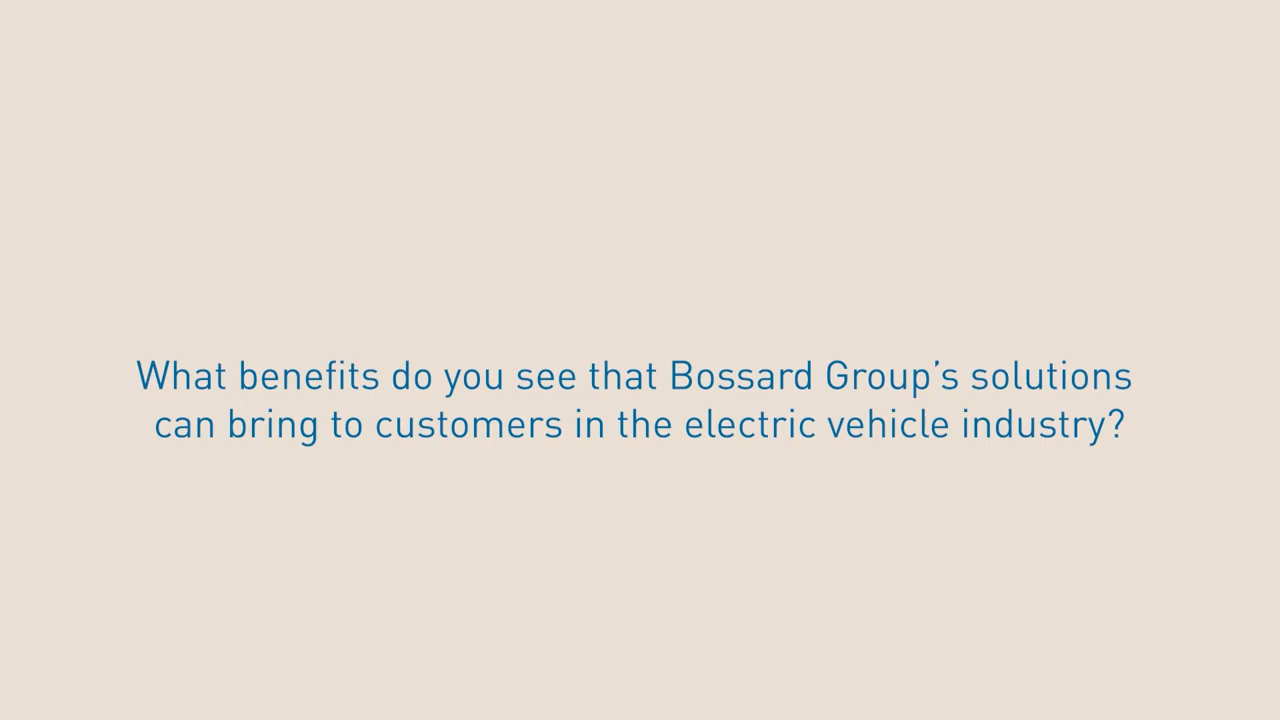 What benefits do you see that Bossard Group’s solutions
can bring to customers in the electric vehicle industry?